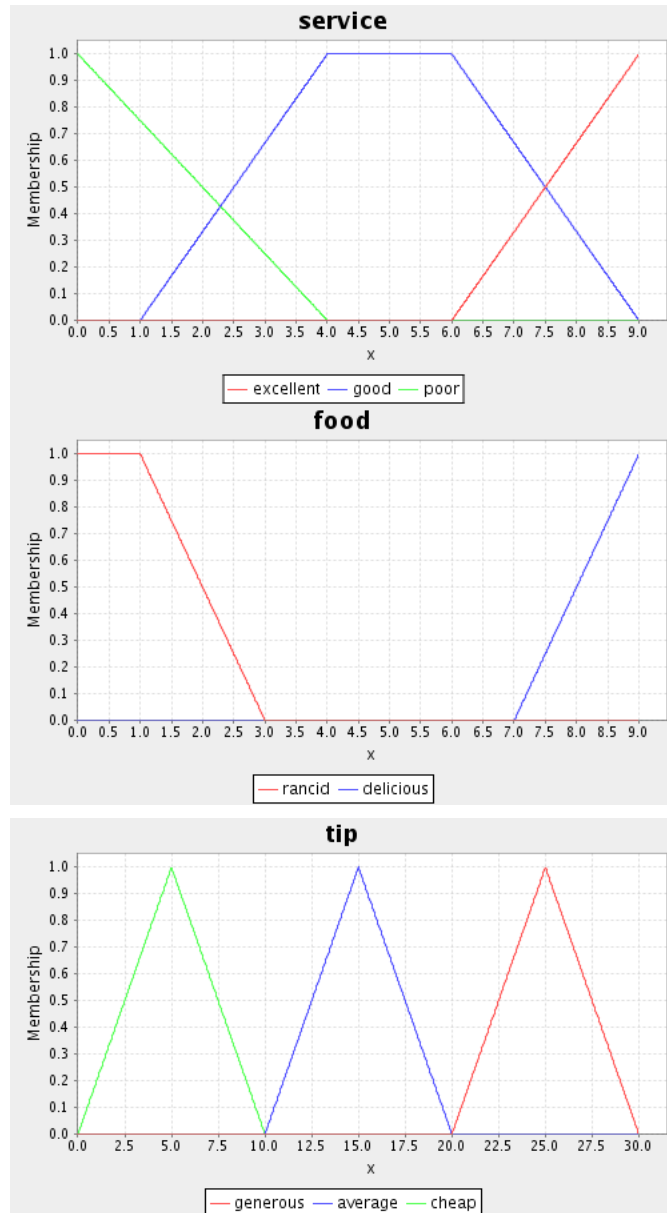 service
1.0
0.9
0.8
0.7
0.6
0.5
0.4
0.3
0.2
0.1
0.0
Membership
0.0 0.5 1.0 1.5 2.0 2.5 3.0 3.5 4.0 4.5 5.0 5.5 6.0 6.5 7.0 7.5 8.0 8.5 9.0
x
excellent good poor
food
1.0
0.9
0.8
0.7
0.6
0.5
0.4
0.3
0.2
0.1
0.0
Membership
0.0 0.5 1.0 1.5 2.0 2.5 3.0 3.5 4.0 4.5 5.0 5.5 6.0 6.5 7.0 7.5 8.0 8.5 9.0
x
rancid delicious
tip
1.0
0.9
0.8
0.7
0.6
0.5
0.4
0.3
0.2
0.1
0.0
Membership
0.0 2.5 5.0 7.5 10.0 12.5 15.0 17.5 20.0 22.5 25.0 27.5 30.0
x
generous average cheap